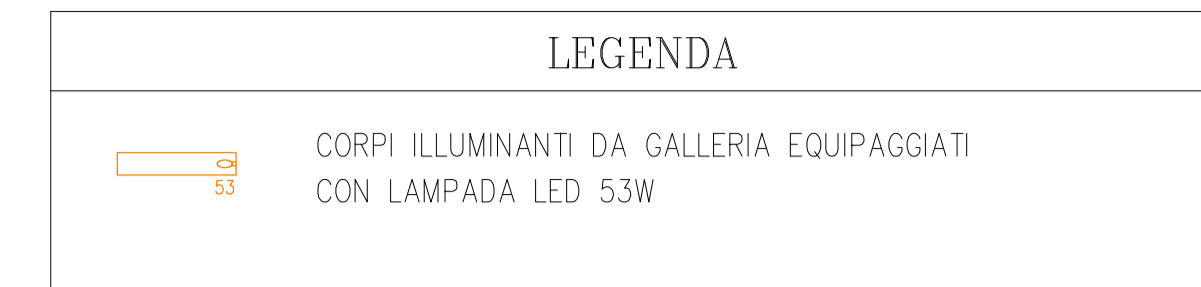 LEGENDA
CORPI ILLUMINANTI DA GALLERIA EQUIPAGGIATI
CON LAMPADA LED 53W
53